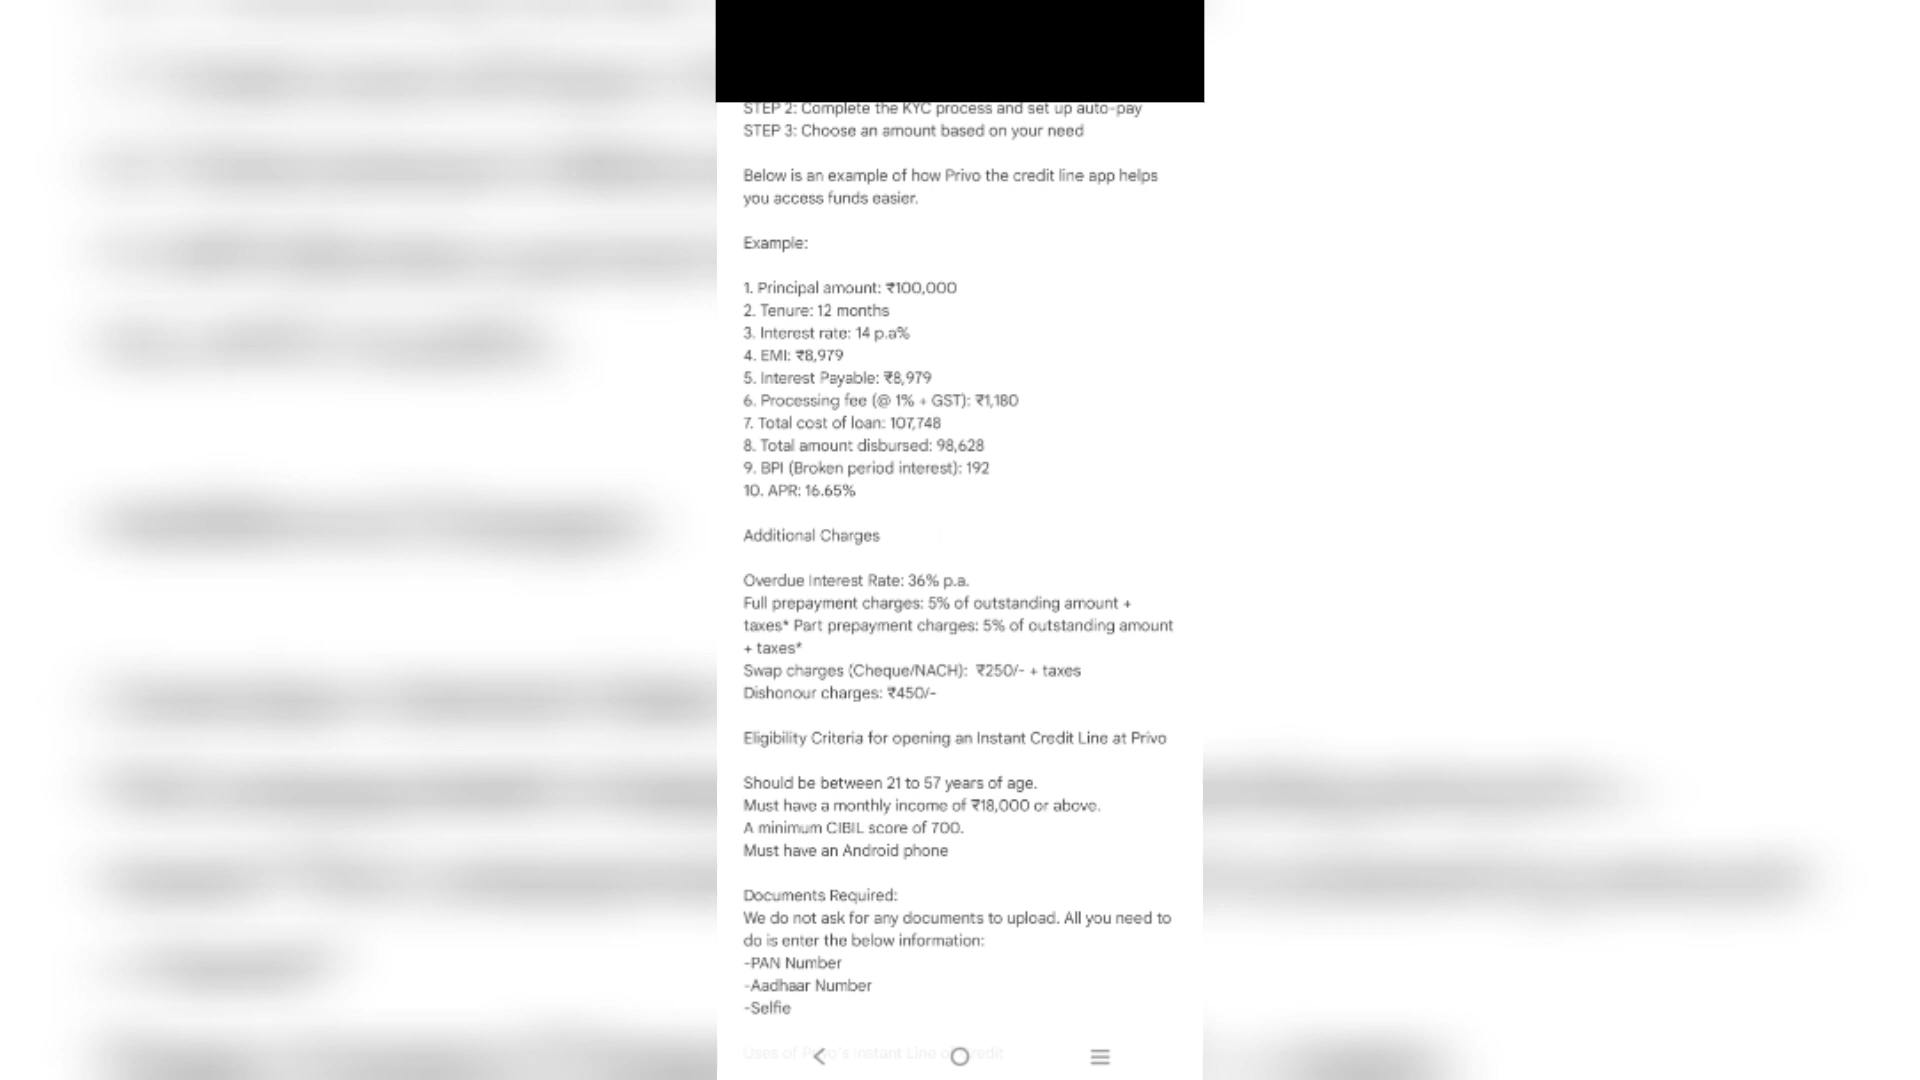 STEP 2: Complete the KYC process and set up auto-pay
STEP 3: Choose an amount based on your need
Below is an example of how Privo the credit line app helps
you access funds easier.
Example:
1. Principal amount: ₹100,000
2. Tenure: 12 months
3. Interest rate: 14 p.a%
4. EMI: ₹8,979
5. Interest Payable: ₹8,979
6. Processing fee (@ 1% + GST): ₹1,180
7. Total cost of loan: 107,748
8. Total amount disbursed: 98,628
9. BPI (Broken period interest): 192
10. APR: 16.65%
Additional Charges
Overdue Interest Rate: 36% p.a.
Full prepayment charges: 5% of outstanding amount +
taxes* Part prepayment charges: 5% of outstanding amount
+ taxes*
Swap charges (Cheque/NACH): ₹250/- + taxes
Dishonour charges: ₹450/-
Eligibility Criteria for opening an Instant Credit Line at Privo
Should be between 21 to 57 years of age.
Must have a monthly income of ₹18,000 or above.
A minimum CIBIL score of 700.
Must have an Android phone
Documents Required:
We do not ask for any documents to upload. All you need to
do is enter the below information:
-PAN Number
-Aadhaar Number
-Selfie
Uses of Privo's Instant Line of Credit